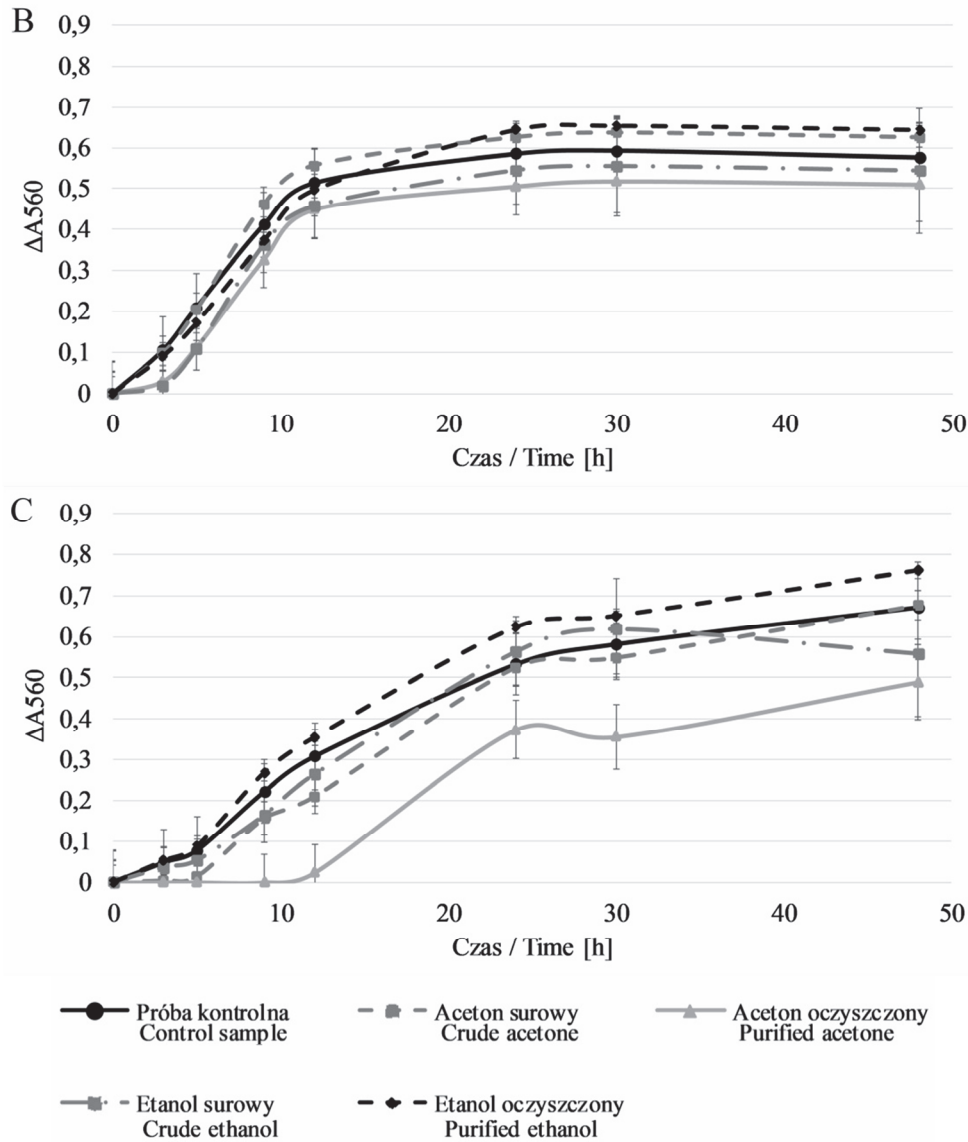 B
0,9
0,8
0,7
0,6
0,5
0,4
0,3
0,2
0,1
0
ΔA560
0 10 20 30 40 50
Czas / Time [h]
C
0,9
0,8
0,7
0,6
0,5
0,4
0,3
0,2
0,1
0
ΔA560
0 10 20 30 40 50
Czas / Time [h]
Próba kontrolna
Control sample
Aceton surowy
Crude acetone
Aceton oczyszczony
Purified acetone
Etanol surowy
Crude ethanol
Etanol oczyszczony
Purified ethanol